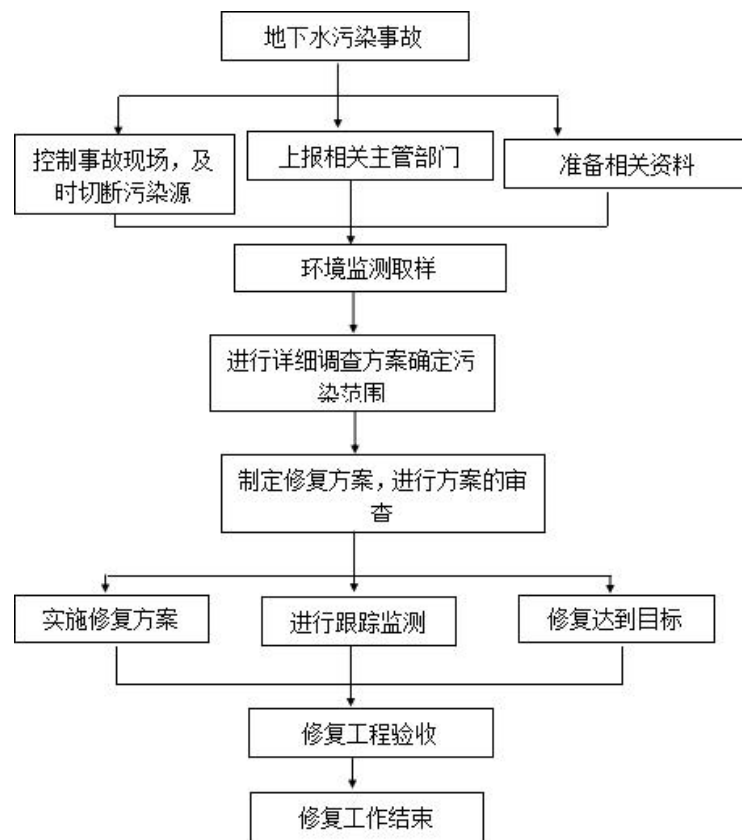 地下水污染事故
控制事故现场，及
时切断污染源
上报相关主管部门
准备相关资料
环境监测取样
进行详细调查方案确定污
染范围
制定修复方案，进行方案的审
查
实施修复方案
进行跟踪监测
修复达到目标
修复工程验收
修复工作结束